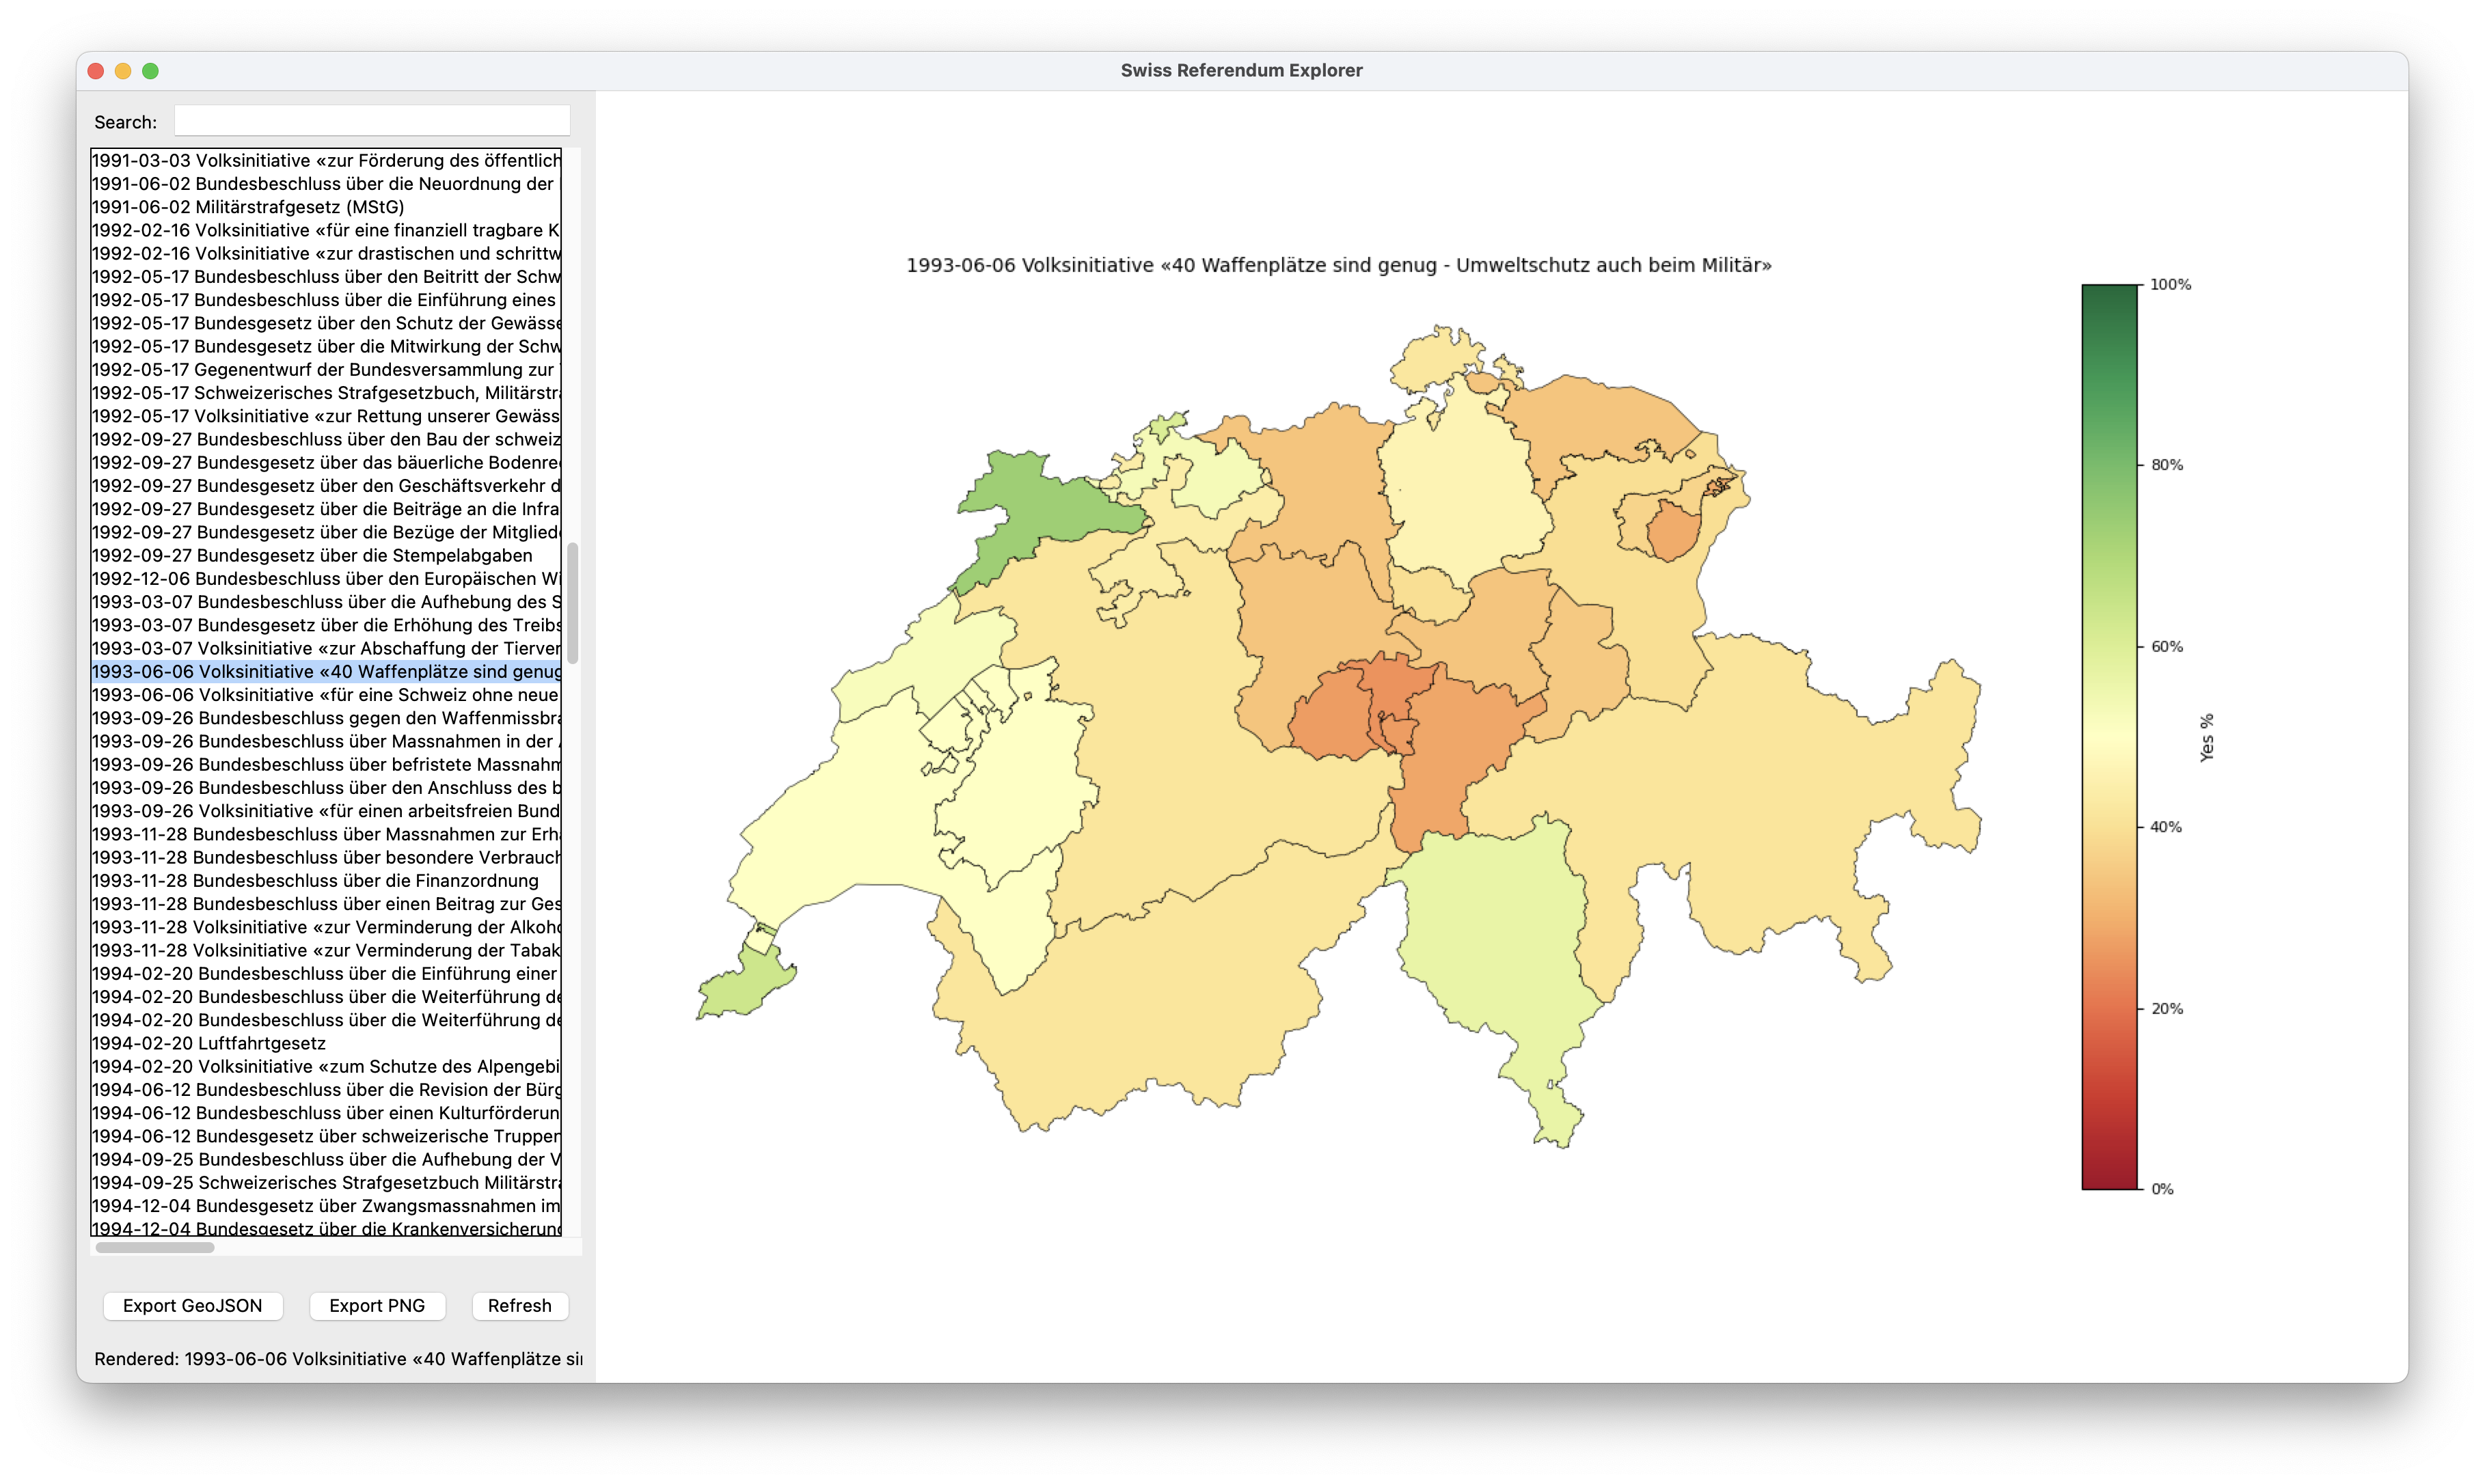 Swiss Referendum Explorer
Search:
1991-03-03 Volksinitiative «zur Förderung des öffentlich
1991-06-02 Bundesbeschluss über die Neuordnung der
1991-06-02 Militärstrafgesetz (MStG)
1992-02-16 Volksinitiative «für eine finanziell tragbare K
1992-02-16 Volksinitiative «zur drastischen und schrittw
1992-05-17 Bundesbeschluss über den Beitritt der Schw
1992-05-17 Bundesbeschluss über die Einführung eines
1992-05-17 Bundesgesetz über den Schutz der Gewässe
1992-05-17 Bundesgesetz über die Mitwirkung der Schw
1992-05-17 Gegenentwurf der Bundesversammlung zur
1992-05-17 Schweizerisches Strafgesetzbuch, Militärstra
1992-05-17 Volksinitiative «zur Rettung unserer Gewäss
1992-09-27 Bundesbeschluss über den Bau der schweiz
1992-09-27 Bundesgesetz über das bäuerliche Bodenre
1992-09-27 Bundesgesetz über den Geschäftsverkehr d
1992-09-27 Bundesgesetz über die Beiträge an die Infra
1992-09-27 Bundesgesetz über die Bezüge der Mitglied
1992-09-27 Bundesgesetz über die Stempelabgaben
1992-12-06 Bundesbeschluss über den Europäischen Wi
1993-03-07 Bundesbeschluss über die Aufhebung des S
1993-03-07 Bundesgesetz über die Erhöhung des Treibs
1993-03-07 Volksinitiative «zur Abschaffung der Tierver
1993-06-06 Volksinitiative «40 Waffenplätze sind genug
1993-06-06 Volksinitiative «für eine Schweiz ohne neue
1993-09-26 Bundesbeschluss gegen den Waffenmissbra
1993-09-26 Bundesbeschluss über Massnahmen in der
1993-09-26 Bundesbeschluss über befristete Massnahm
1993-09-26 Bundesbeschluss über den Anschluss des b
1993-09-26 Volksinitiative «für einen arbeitsfreien Bund
1993-11-28 Bundesbeschluss über Massnahmen zur Erha
1993-11-28 Bundesbeschluss über besondere Verbrauch
1993-11-28 Bundesbeschluss über die Finanzordnung
1993-11-28 Bundesbeschluss über einen Beitrag zur Ges
1993-11-28 Volksinitiative «zur Verminderung der Alkoho
1993-11-28 Volksinitiative «zur Verminderung der Tabak
1994-02-20 Bundesbeschluss über die Einführung einer
1994-02-20 Bundesbeschluss über die Weiterführung de
1994-02-20 Bundesbeschluss über die Weiterführung de
1994-02-20 Luftfahrtgesetz
1994-02-20 Volksinitiative «zum Schutze des Alpengebi
1994-06-12 Bundesbeschluss über die Revision der Bürg
1994-06-12 Bundesbeschluss über einen Kulturförderun
1994-06-12 Bundesgesetz über schweizerische Truppen
1994-09-25 Bundesbeschluss über die Aufhebung der V
1994-09-25 Schweizerisches Strafgesetzbuch Militärstra
1994-12-04 Bundesgesetz über Zwangsmassnahmen im
1994-12-04 Bundesgesetz über die Krankenversicherung
Export GeoJSON
Export PNG
Refresh
Rendered: 1993-06-06 Volksinitiative «40 Waffenplätze si
1993-06-06 Volksinitiative «40 Waffenplätze sind genug - Umweltschutz auch beim Militär»
100%
80%
60%
40%
20%
0%
Yes %